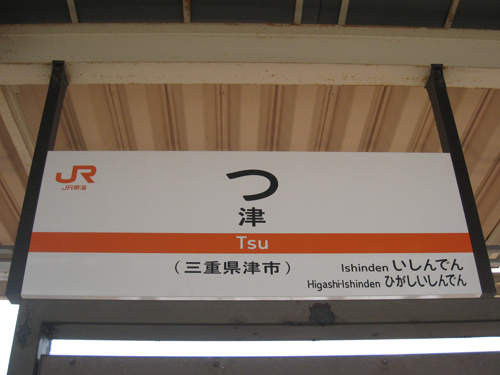 JR
JR東海
つ
津
Tsu
(三重県津市)
Ishinden いしんでん
Higashi-Ishinden ひがしいしんでん